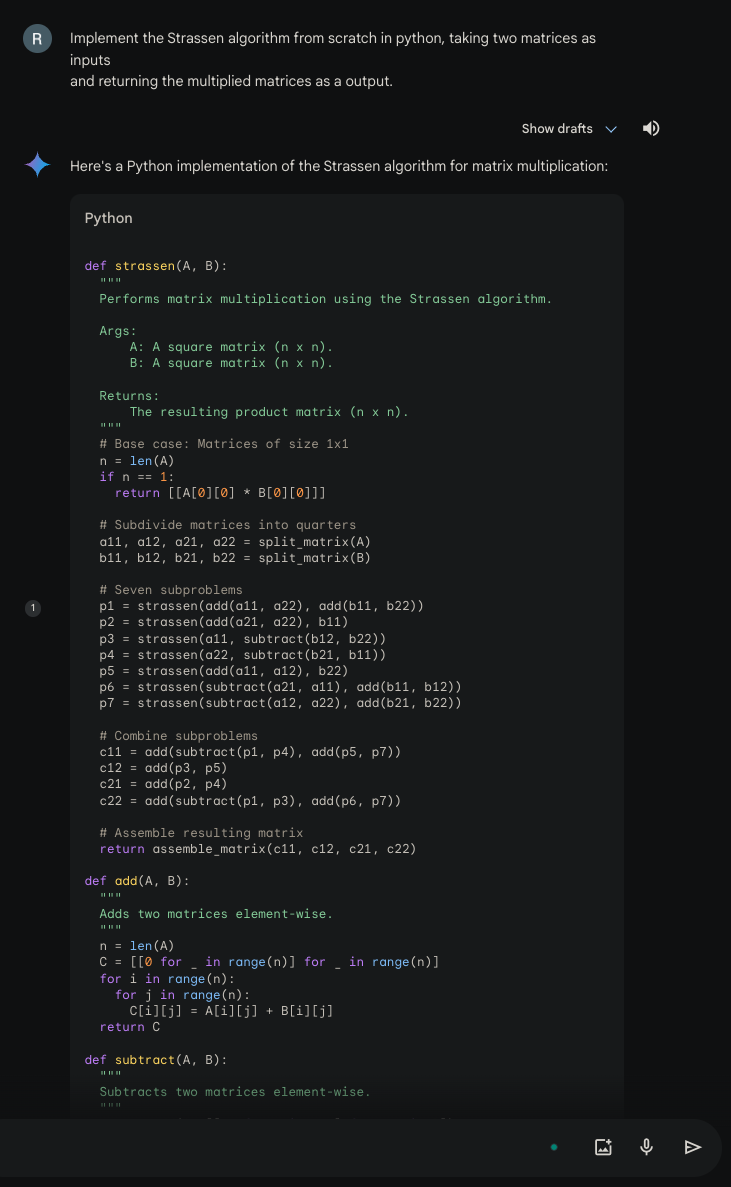 R
Implement the Strassen algorithm from scratch in python, taking two matrices as
inputs
and returning the multiplied matrices as a output.
Show drafts
Here's a Python implementation of the Strassen algorithm for matrix multiplication:
Python
def strassen(A, B):
  """
  Performs matrix multiplication using the Strassen algorithm.

  Args:
      A: A square matrix (n x n).
      B: A square matrix (n x n).

  Returns:
      The resulting product matrix (n x n).
  """
  # Base case: Matrices of size 1x1
  n = len(A)
  if n == 1:
    return [[A[0][0] * B[0][0]]]

  # Subdivide matrices into quarters
  a11, a12, a21, a22 = split_matrix(A)
  b11, b12, b21, b22 = split_matrix(B)

  # Seven subproblems
1
  p1 = strassen(add(a11, a22), add(b11, b22))
  p2 = strassen(add(a21, a22), b11)
  p3 = strassen(a11, subtract(b12, b22))
  p4 = strassen(a22, subtract(b21, b11))
  p5 = strassen(add(a11, a12), b22)
  p6 = strassen(subtract(a21, a11), add(b11, b12))
  p7 = strassen(subtract(a12, a22), add(b21, b22))

  # Combine subproblems
  c11 = add(subtract(p1, p4), add(p5, p7))
  c12 = add(p3, p5)
  c21 = add(p2, p4)
  c22 = add(subtract(p1, p3), add(p6, p7))

  # Assemble resulting matrix
  return assemble_matrix(c11, c12, c21, c22)

def add(A, B):
  """
  Adds two matrices element-wise.
  """
  n = len(A)
  C = [[0 for _ in range(n)] for _ in range(n)]
  for i in range(n):
    for j in range(n):
      C[i][j] = A[i][j] + B[i][j]
  return C

def subtract(A, B):
  """
  Subtracts two matrices element-wise.
  """